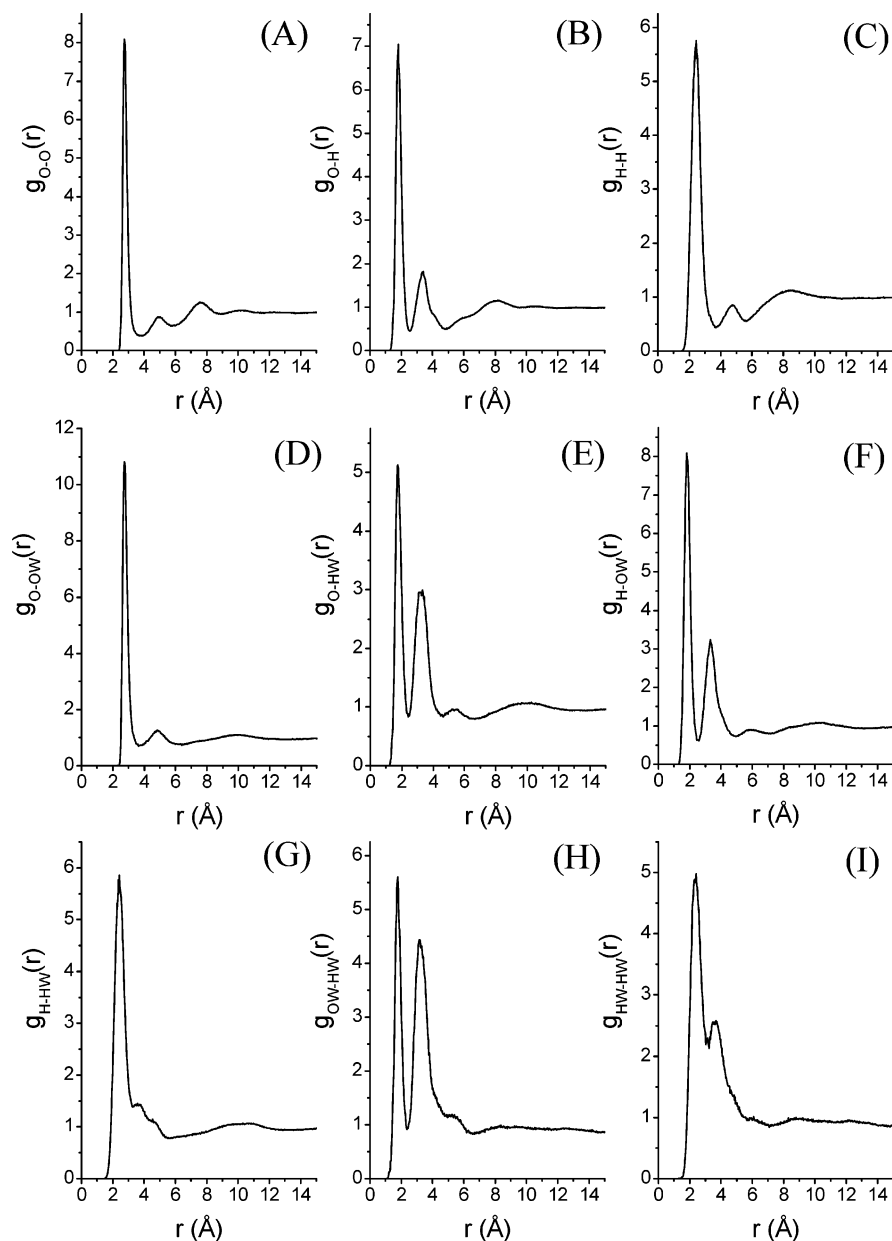 (A) (B) (C)
8 7 6 5 4 3 2 1 0
g_O-O(r)
0 2 4 6 8 10 12 14
r (Å)
7 6 5 4 3 2 1 0
g_O-H(r)
0 2 4 6 8 10 12 14
r (Å)
6 5 4 3 2 1 0
g_H-H(r)
0 2 4 6 8 10 12 14
r (Å)
(D) (E) (F)
12 10 8 6 4 2 0
g_O-OW(r)
0 2 4 6 8 10 12 14
r (Å)
5 4 3 2 1 0
g_O-HW(r)
0 2 4 6 8 10 12 14
r (Å)
8 7 6 5 4 3 2 1 0
g_H-OW(r)
0 2 4 6 8 10 12 14
r (Å)
(G) (H) (I)
6 5 4 3 2 1 0
g_H-HW(r)
0 2 4 6 8 10 12 14
r (Å)
6 5 4 3 2 1 0
g_OW-HW(r)
0 2 4 6 8 10 12 14
r (Å)
5 4 3 2 1 0
g_HW-HW(r)
0 2 4 6 8 10 12 14
r (Å)